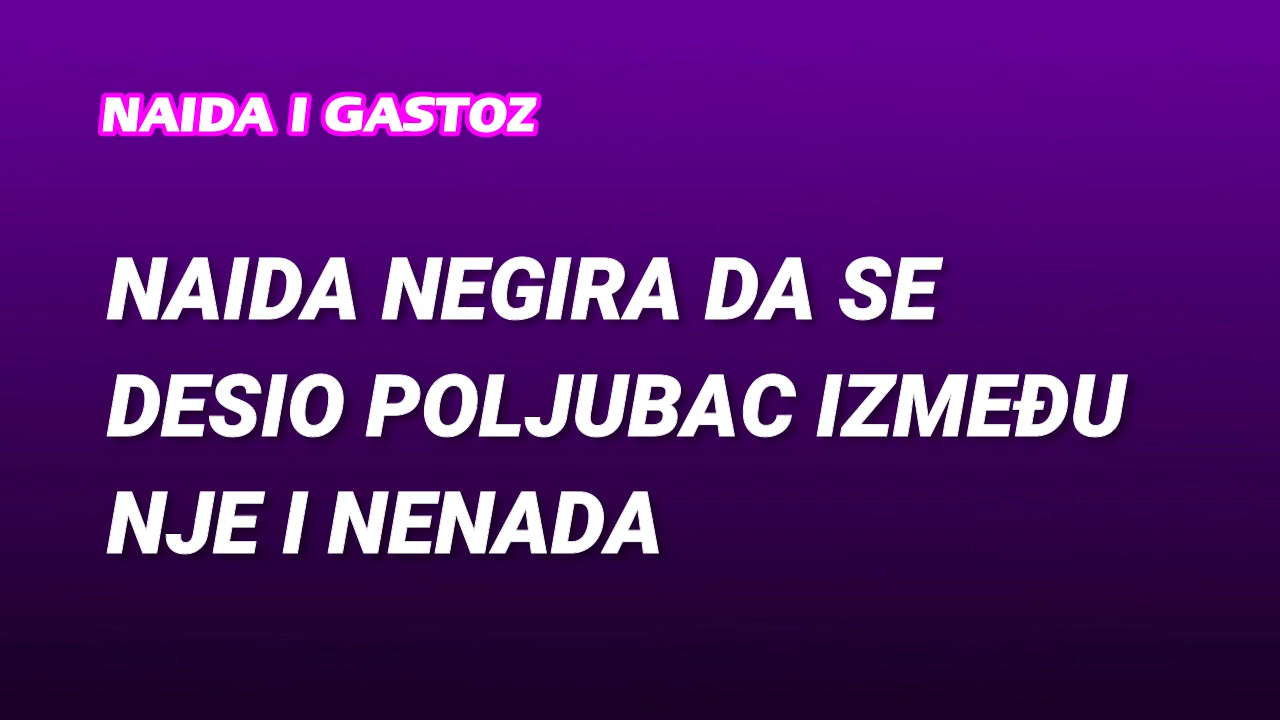 NAIDA I GASTOZ
NAIDA NEGIRA DA SE
DESIO POLJUBAC IZMEĐU
NJE I NENADA